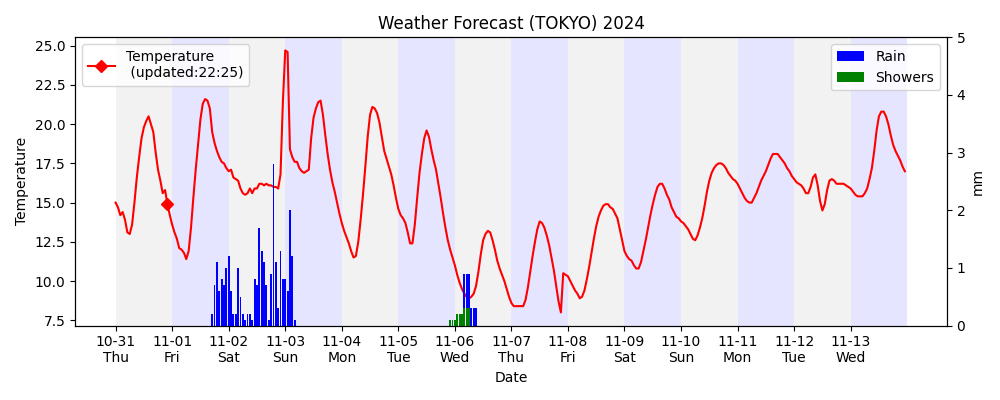 Weather Forecast (TOKYO) 2024
Temperature
(updated:22:25)
Rain
Showers
25.0
22.5
20.0
17.5
15.0
12.5
10.0
7.5
Temperature
5
4
3
2
1
0
mm
10-31 11-01 11-02 11-03 11-04 11-05 11-06 11-07 11-08 11-09 11-10 11-11 11-12 11-13
Thu Fri Sat Sun Mon Tue Wed Thu Fri Sat Sun Mon Tue Wed
Date